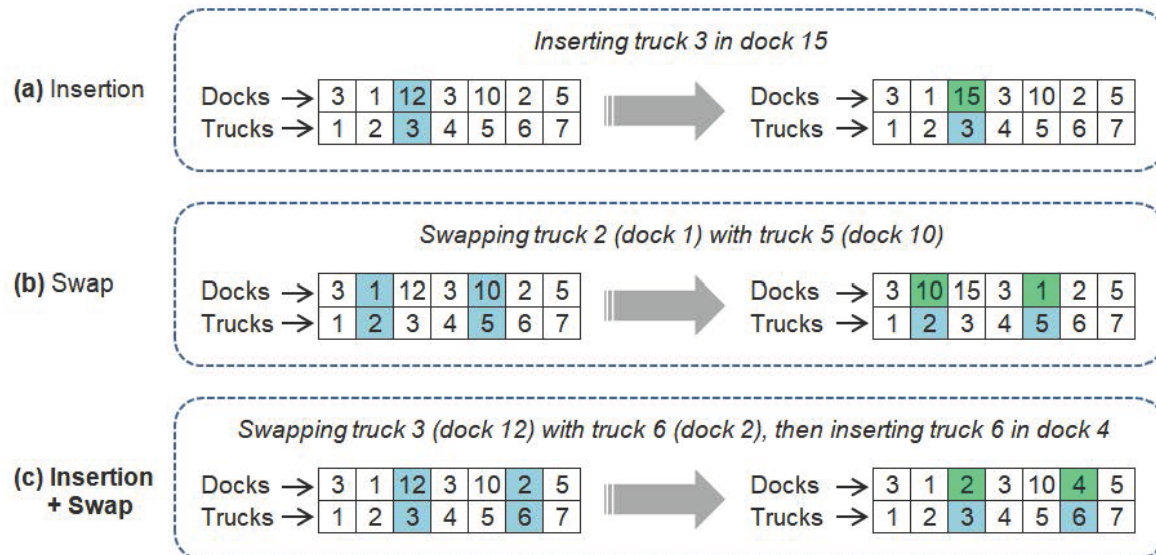 Inserting truck 3 in dock 15
(a) Insertion
Docks → 3 1 12 3 10 2 5
Trucks → 1 2 3 4 5 6 7
Docks → 3 1 15 3 10 2 5
Trucks → 1 2 3 4 5 6 7
Swapping truck 2 (dock 1) with truck 5 (dock 10)
(b) Swap
Docks → 3 1 12 3 10 2 5
Trucks → 1 2 3 4 5 6 7
Docks → 3 10 15 3 1 2 5
Trucks → 1 2 3 4 5 6 7
Swapping truck 3 (dock 12) with truck 6 (dock 2), then inserting truck 6 in dock 4
(c) Insertion
+ Swap
Docks → 3 1 12 3 10 2 5
Trucks → 1 2 3 4 5 6 7
Docks → 3 1 2 3 10 4 5
Trucks → 1 2 3 4 5 6 7